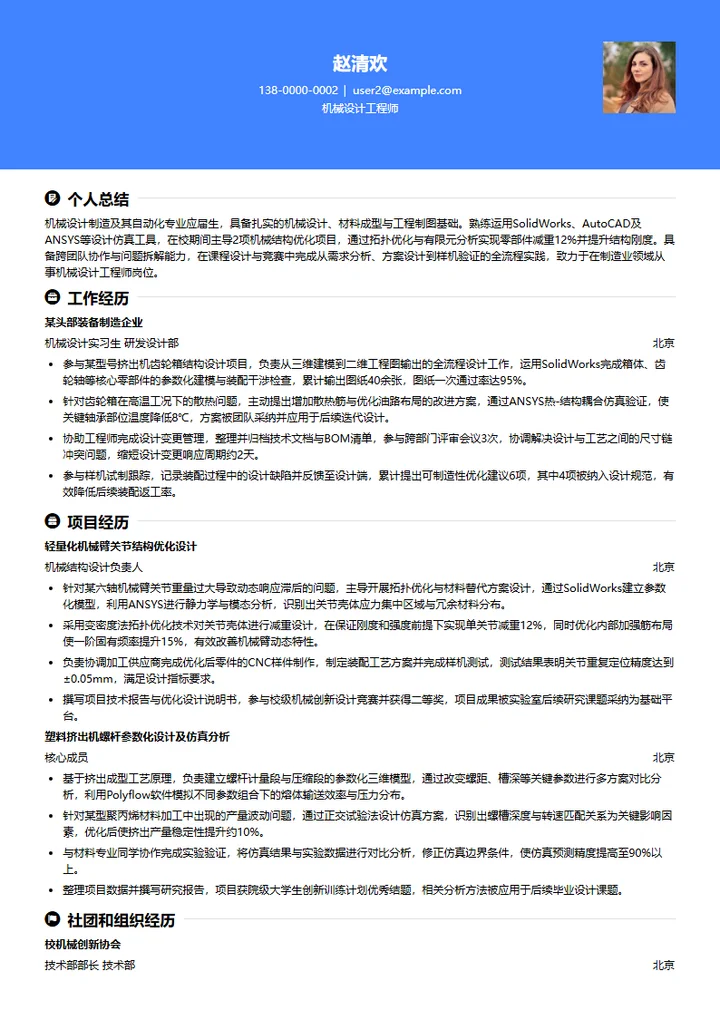 赵清欢
138-0000-0002 | user2@example.com
机械设计工程师
个人总结
机械设计制造及其自动化专业应届生，具备扎实的机械设计、材料成型与工程制图基础。熟练运用SolidWorks、AutoCAD及
ANSYS等设计仿真工具，在校期间主导2项机械结构优化项目，通过拓扑优化与有限元分析实现零部件减重12%并提升结构刚度。具
备跨团队协作与问题拆解能力，在课程设计与竞赛中完成从需求分析、方案设计到样机验证的全流程实践，致力于在制造业领域从
事机械设计工程师岗位。
工作经历
某头部装备制造企业
机械设计实习生 研发设计部 北京
• 参与某型号挤出机齿轮箱结构设计项目，负责从三维建模到二维工程图输出的全流程设计工作，运用SolidWorks完成箱体、齿
轮轴等核心零部件的参数化建模与装配干涉检查，累计输出图纸40余张，图纸一次通过率达95%。
• 针对齿轮箱在高温工况下的散热问题，主动提出增加散热筋与优化油路布局的改进方案，通过ANSYS热-结构耦合仿真验证，使
关键轴承部位温度降低8℃，方案被团队采纳并应用于后续迭代设计。
• 协助工程师完成设计变更管理，整理并归档技术文档与BOM清单，参与跨部门评审会议3次，协调解决设计与工艺之间的尺寸链
冲突问题，缩短设计变更响应周期约2天。
• 参与样机试制跟踪，记录装配过程中的设计缺陷并反馈至设计端，累计提出可制造性优化建议6项，其中4项被纳入设计规范，有
效降低后续装配返工率。
项目经历
轻量化机械臂关节结构优化设计
机械结构设计负责人 北京
• 针对某六轴机械臂关节重量过大导致动态响应滞后的问题，主导开展拓扑优化与材料替代方案设计，通过SolidWorks建立参数
化模型，利用ANSYS进行静力学与模态分析，识别出关节壳体应力集中区域与冗余材料分布。
• 采用变密度法拓扑优化技术对关节壳体进行减重设计，在保证刚度和强度前提下实现单关节减重12%，同时优化内部加强筋布局
使一阶固有频率提升15%，有效改善机械臂动态特性。
• 负责协调加工供应商完成优化后零件的CNC样件制作，制定装配工艺方案并完成样机测试，测试结果表明关节重复定位精度达到
±0.05mm，满足设计指标要求。
• 撰写项目技术报告与优化设计说明书，参与校级机械创新设计竞赛并获得二等奖，项目成果被实验室后续研究课题采纳为基础平
台。
塑料挤出机螺杆参数化设计及仿真分析
核心成员 北京
• 基于挤出成型工艺原理，负责建立螺杆计量段与压缩段的参数化三维模型，通过改变螺距、槽深等关键参数进行多方案对比分
析，利用Polyflow软件模拟不同参数组合下的熔体输送效率与压力分布。
• 针对某型聚丙烯材料加工中出现的产量波动问题，通过正交试验法设计仿真方案，识别出螺槽深度与转速匹配关系为关键影响因
素，优化后使挤出产量稳定性提升约10%。
• 与材料专业同学协作完成实验验证，将仿真结果与实验数据进行对比分析，修正仿真边界条件，使仿真预测精度提高至90%以
上。
• 整理项目数据并撰写研究报告，项目获院级大学生创新训练计划优秀结题，相关分析方法被应用于后续毕业设计课题。
社团和组织经历
校机械创新协会
技术部部长 技术部 北京